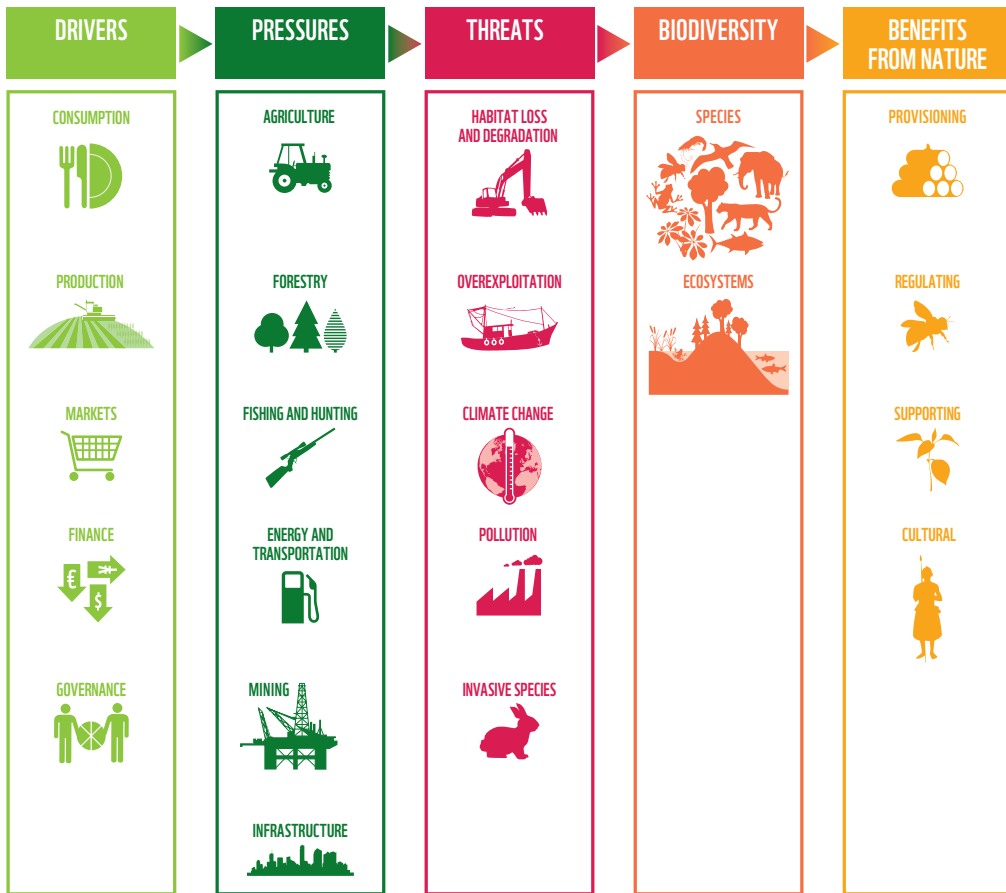 DRIVERS
CONSUMPTION
PRODUCTION
MARKETS
FINANCE
€
¥
$
GOVERNANCE
PRESSURES
AGRICULTURE
FORESTRY
FISHING AND HUNTING
ENERGY AND
TRANSPORTATION
MINING
INFRASTRUCTURE
THREATS
HABITAT LOSS
AND DEGRADATION
OVEREXPLOITATION
CLIMATE CHANGE
POLLUTION
INVASIVE SPECIES
BIODIVERSITY
SPECIES
ECOSYSTEMS
BENEFITS
FROM NATURE
PROVISIONING
REGULATING
SUPPORTING
CULTURAL